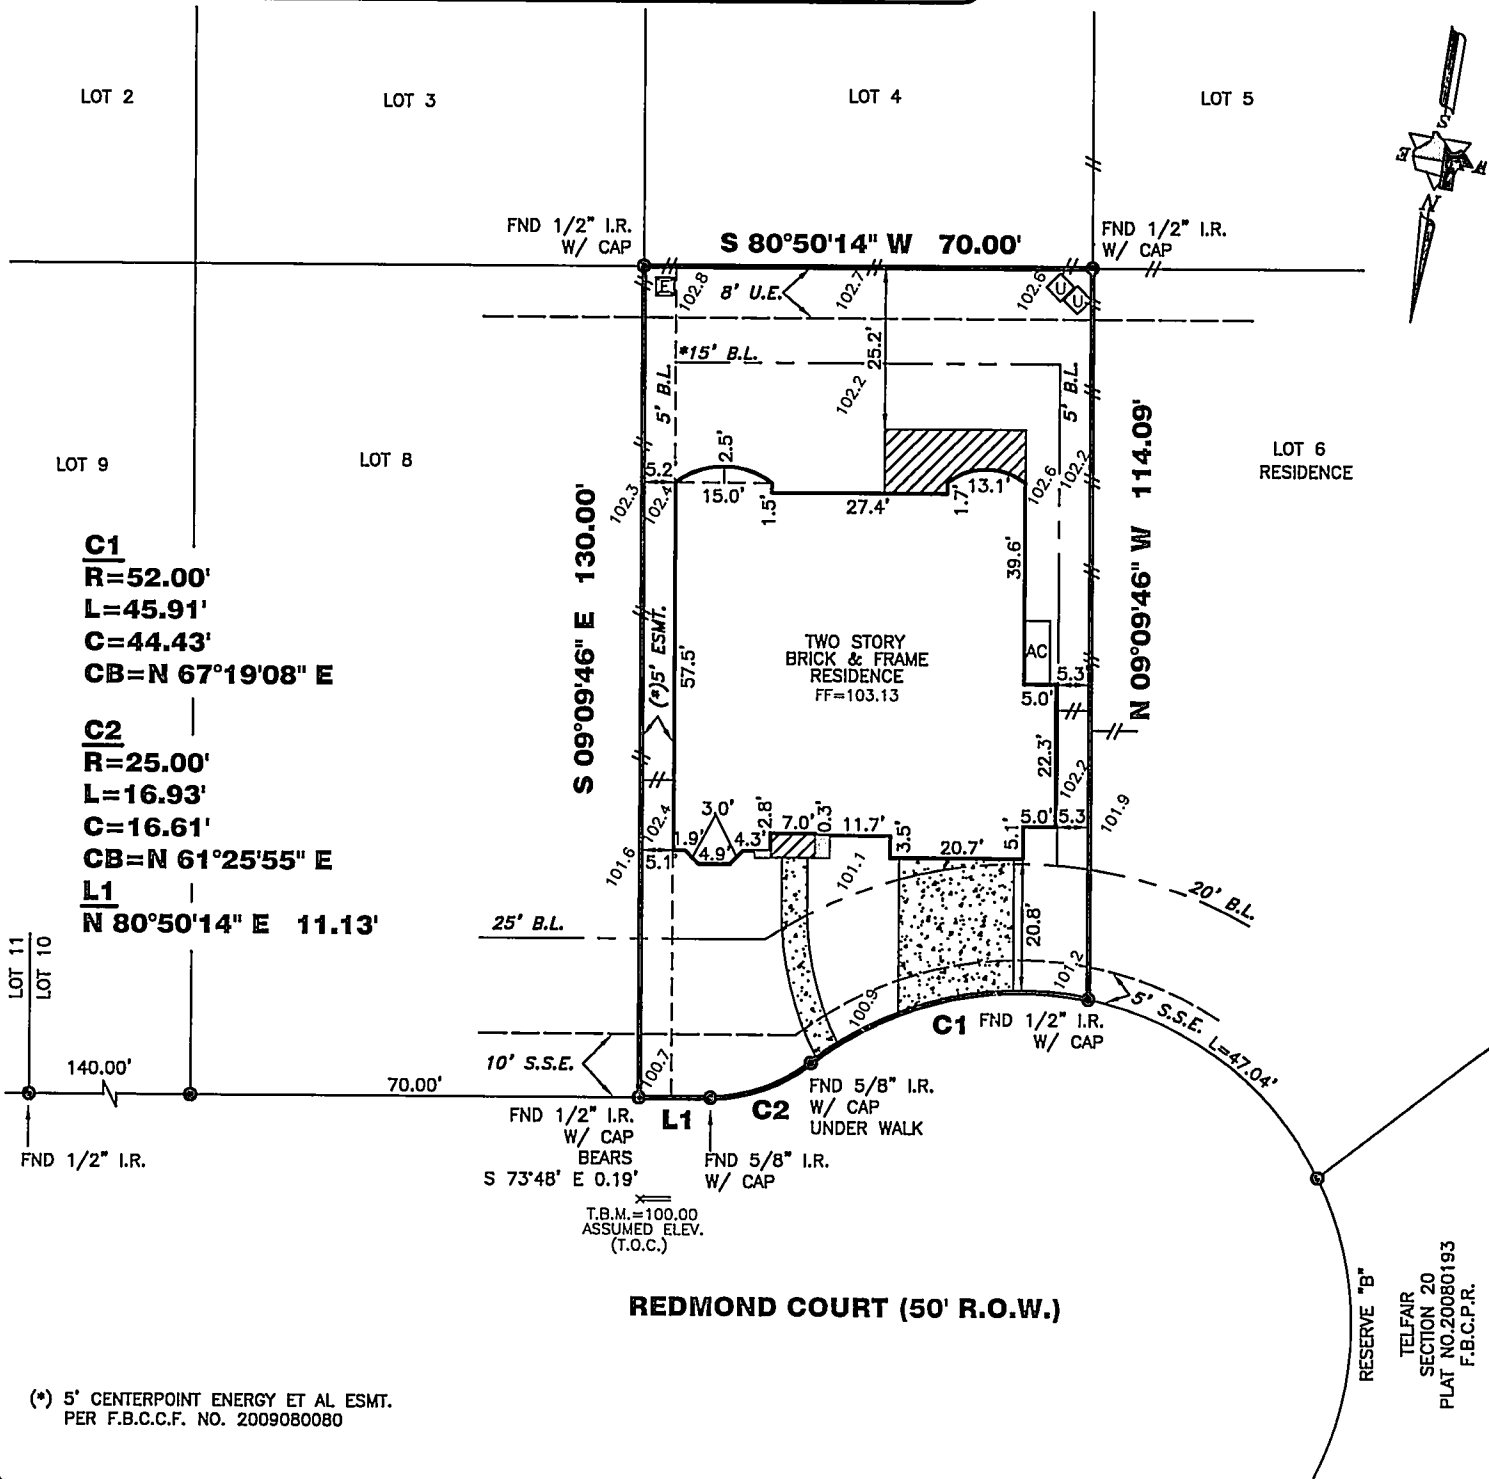 LOT 2
LOT 3
LOT 4
LOT 5
S
E
W
N
FND 1/2" I.R.
W/ CAP
S 80°50'14" W 70.00'
FND 1/2" I.R.
W/ CAP
E
102.8
8' U.E.
102.7
102.6
U
U
*15' B.L.
25.2'
5' B.L.
102.2
5' B.L.
N 09°09'46" W 114.09'
LOT 9
LOT 8
LOT 6
RESIDENCE
5.2'
2.5'
102.3
102.4
15.0'
1.5'
27.4'
1.7'
13.1'
102.6
102.2
S 09°09'46" E 130.00'
39.6'
C1
R=52.00'
L=45.91'
C=44.43'
CB=N 67°19'08" E
C2
R=25.00'
L=16.93'
C=16.61'
CB=N 61°25'55" E
L1
N 80°50'14" E 11.13'
(*)5' ESMT.
57.5'
TWO STORY
BRICK & FRAME
RESIDENCE
FF=103.13
AC
5.3'
5.0'
22.3'
102.2
101.9
102.4
3.0'
1.9'
4.9'
4.3'
2.8'
7.0'
0.3'
11.7'
3.5'
20.7'
5.1'
5.0'
5.3'
5.1'
101.6
101.1
20' B.L.
25' B.L.
20.8'
LOT 11
LOT 10
101.2
100.9
C1
FND 1/2" I.R.
W/ CAP
5' S.S.E.
L=47.04'
10' S.S.E.
100.7
140.00'
70.00'
FND 1/2" I.R.
W/ CAP
BEARS
S 73°48' E 0.19'
L1
C2
FND 5/8" I.R.
W/ CAP
UNDER WALK
FND 1/2" I.R.
FND 5/8" I.R.
W/ CAP
T.B.M.=100.00
ASSUMED ELEV.
(T.O.C.)
REDMOND COURT (50' R.O.W.)
RESERVE "B"
TELFAIR
SECTION 20
PLAT NO.20080193
F.B.C.P.R.
(*) 5' CENTERPOINT ENERGY ET AL ESMT.
PER F.B.C.C.F. NO. 2009080080